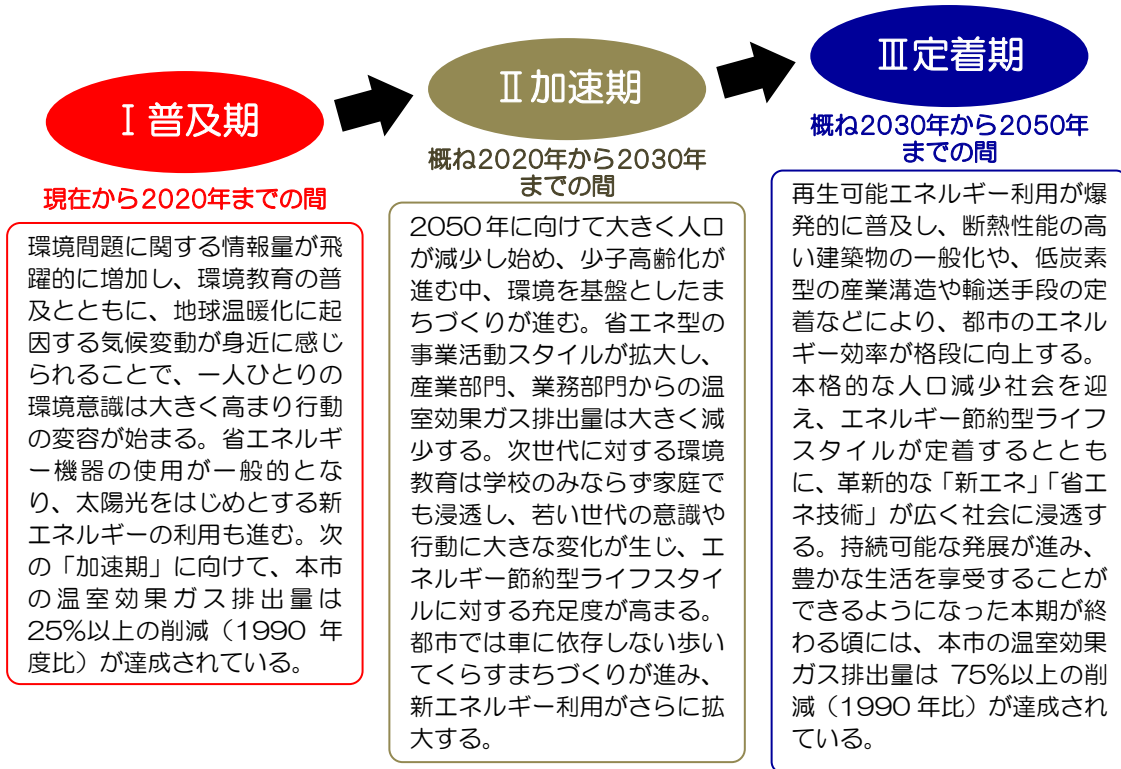 Ⅰ普及期
現在から2020年までの間
環境問題に関する情報量が飛
躍的に増加し、環境教育の普
及とともに、地球温暖化に起
因する気候変動が身近に感じ
られることで、一人ひとりの
環境意識は大きく高まり行動
の変容が始まる。省エネルギ
ー機器の使用が一般的とな
り、太陽光をはじめとする新
エネルギーの利用も進む。次
の「加速期」に向けて、本市
の温室効果ガス排出量は
25%以上の削減（1990 年
度比）が達成されている。
Ⅱ加速期
概ね2020年から2030年
までの間
2050 年に向けて大きく人口
が減少し始め、少子高齢化が
進む中、環境を基盤としたま
ちづくりが進む。省エネ型の
事業活動スタイルが拡大し、
産業部門、業務部門からの温
室効果ガス排出量は大きく減
少する。次世代に対する環境
教育は学校のみならず家庭で
も浸透し、若い世代の意識や
行動に大きな変化が生じ、エ
ネルギー節約型ライフスタイ
ルに対する充足度が高まる。
都市では車に依存しない歩い
てくらすまちづくりが進み、
新エネルギー利用がさらに拡
大する。
Ⅲ定着期
概ね2030年から2050年
までの間
再生可能エネルギー利用が爆
発的に普及し、断熱性能の高
い建築物の一般化や、低炭素
型の産業溝造や輸送手段の定
着などにより、都市のエネル
ギー効率が格段に向上する。
本格的な人口減少社会を迎
え、エネルギー節約型ライフ
スタイルが定着するととも
に、革新的な「新エネ」「省エ
ネ技術」が広く社会に浸透す
る。持続可能な発展が進み、
豊かな生活を享受することが
できるようになった本期が終
わる頃には、本市の温室効果
ガス排出量は 75%以上の削
減（1990 年比）が達成され
ている。